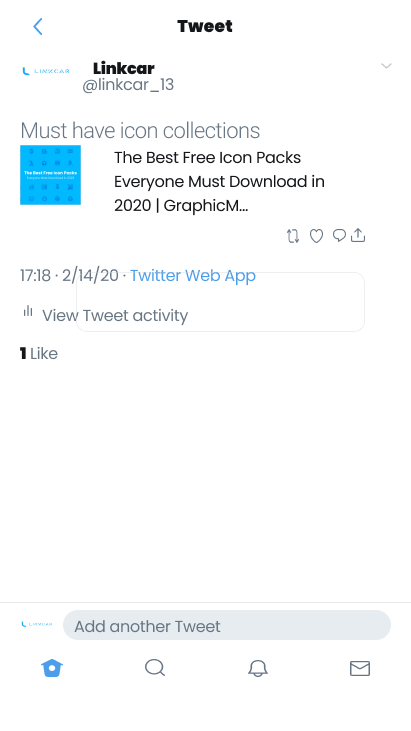 Tweet
LINKCAR
Linkcar
@linkcar_13
Must have icon collections
The Best Free Icon Packs
The Best Free Icon Packs
Everyone Must Download in
2020 | GraphicM...
17:18 · 2/14/20 · Twitter Web App
View Tweet activity
1 Like
LINKCAR
Add another Tweet